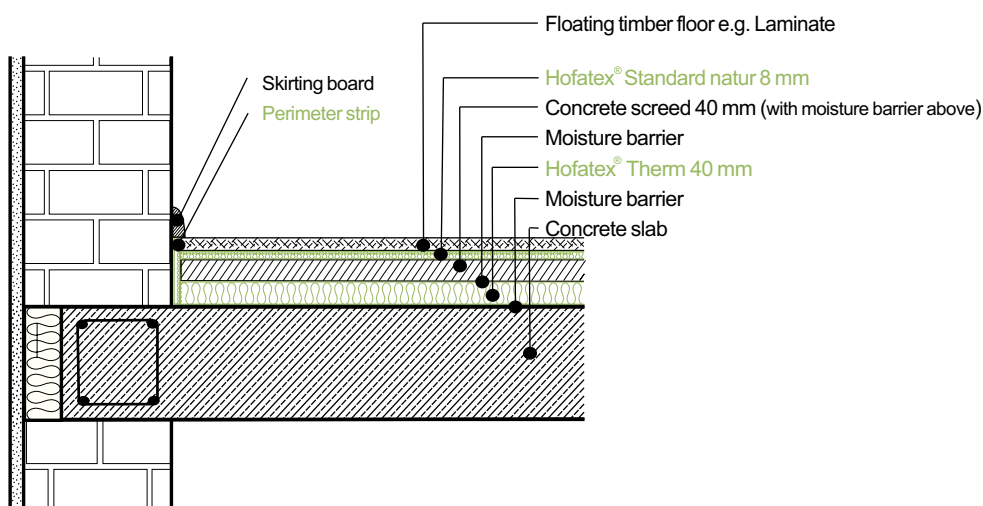 Floating timber floor e.g. Laminate
Skirting board
Perimeter strip
Hofatex® Standard natur 8 mm
Concrete screed 40 mm (with moisture barrier above)
Moisture barrier
Hofatex® Therm 40 mm
Moisture barrier
Concrete slab